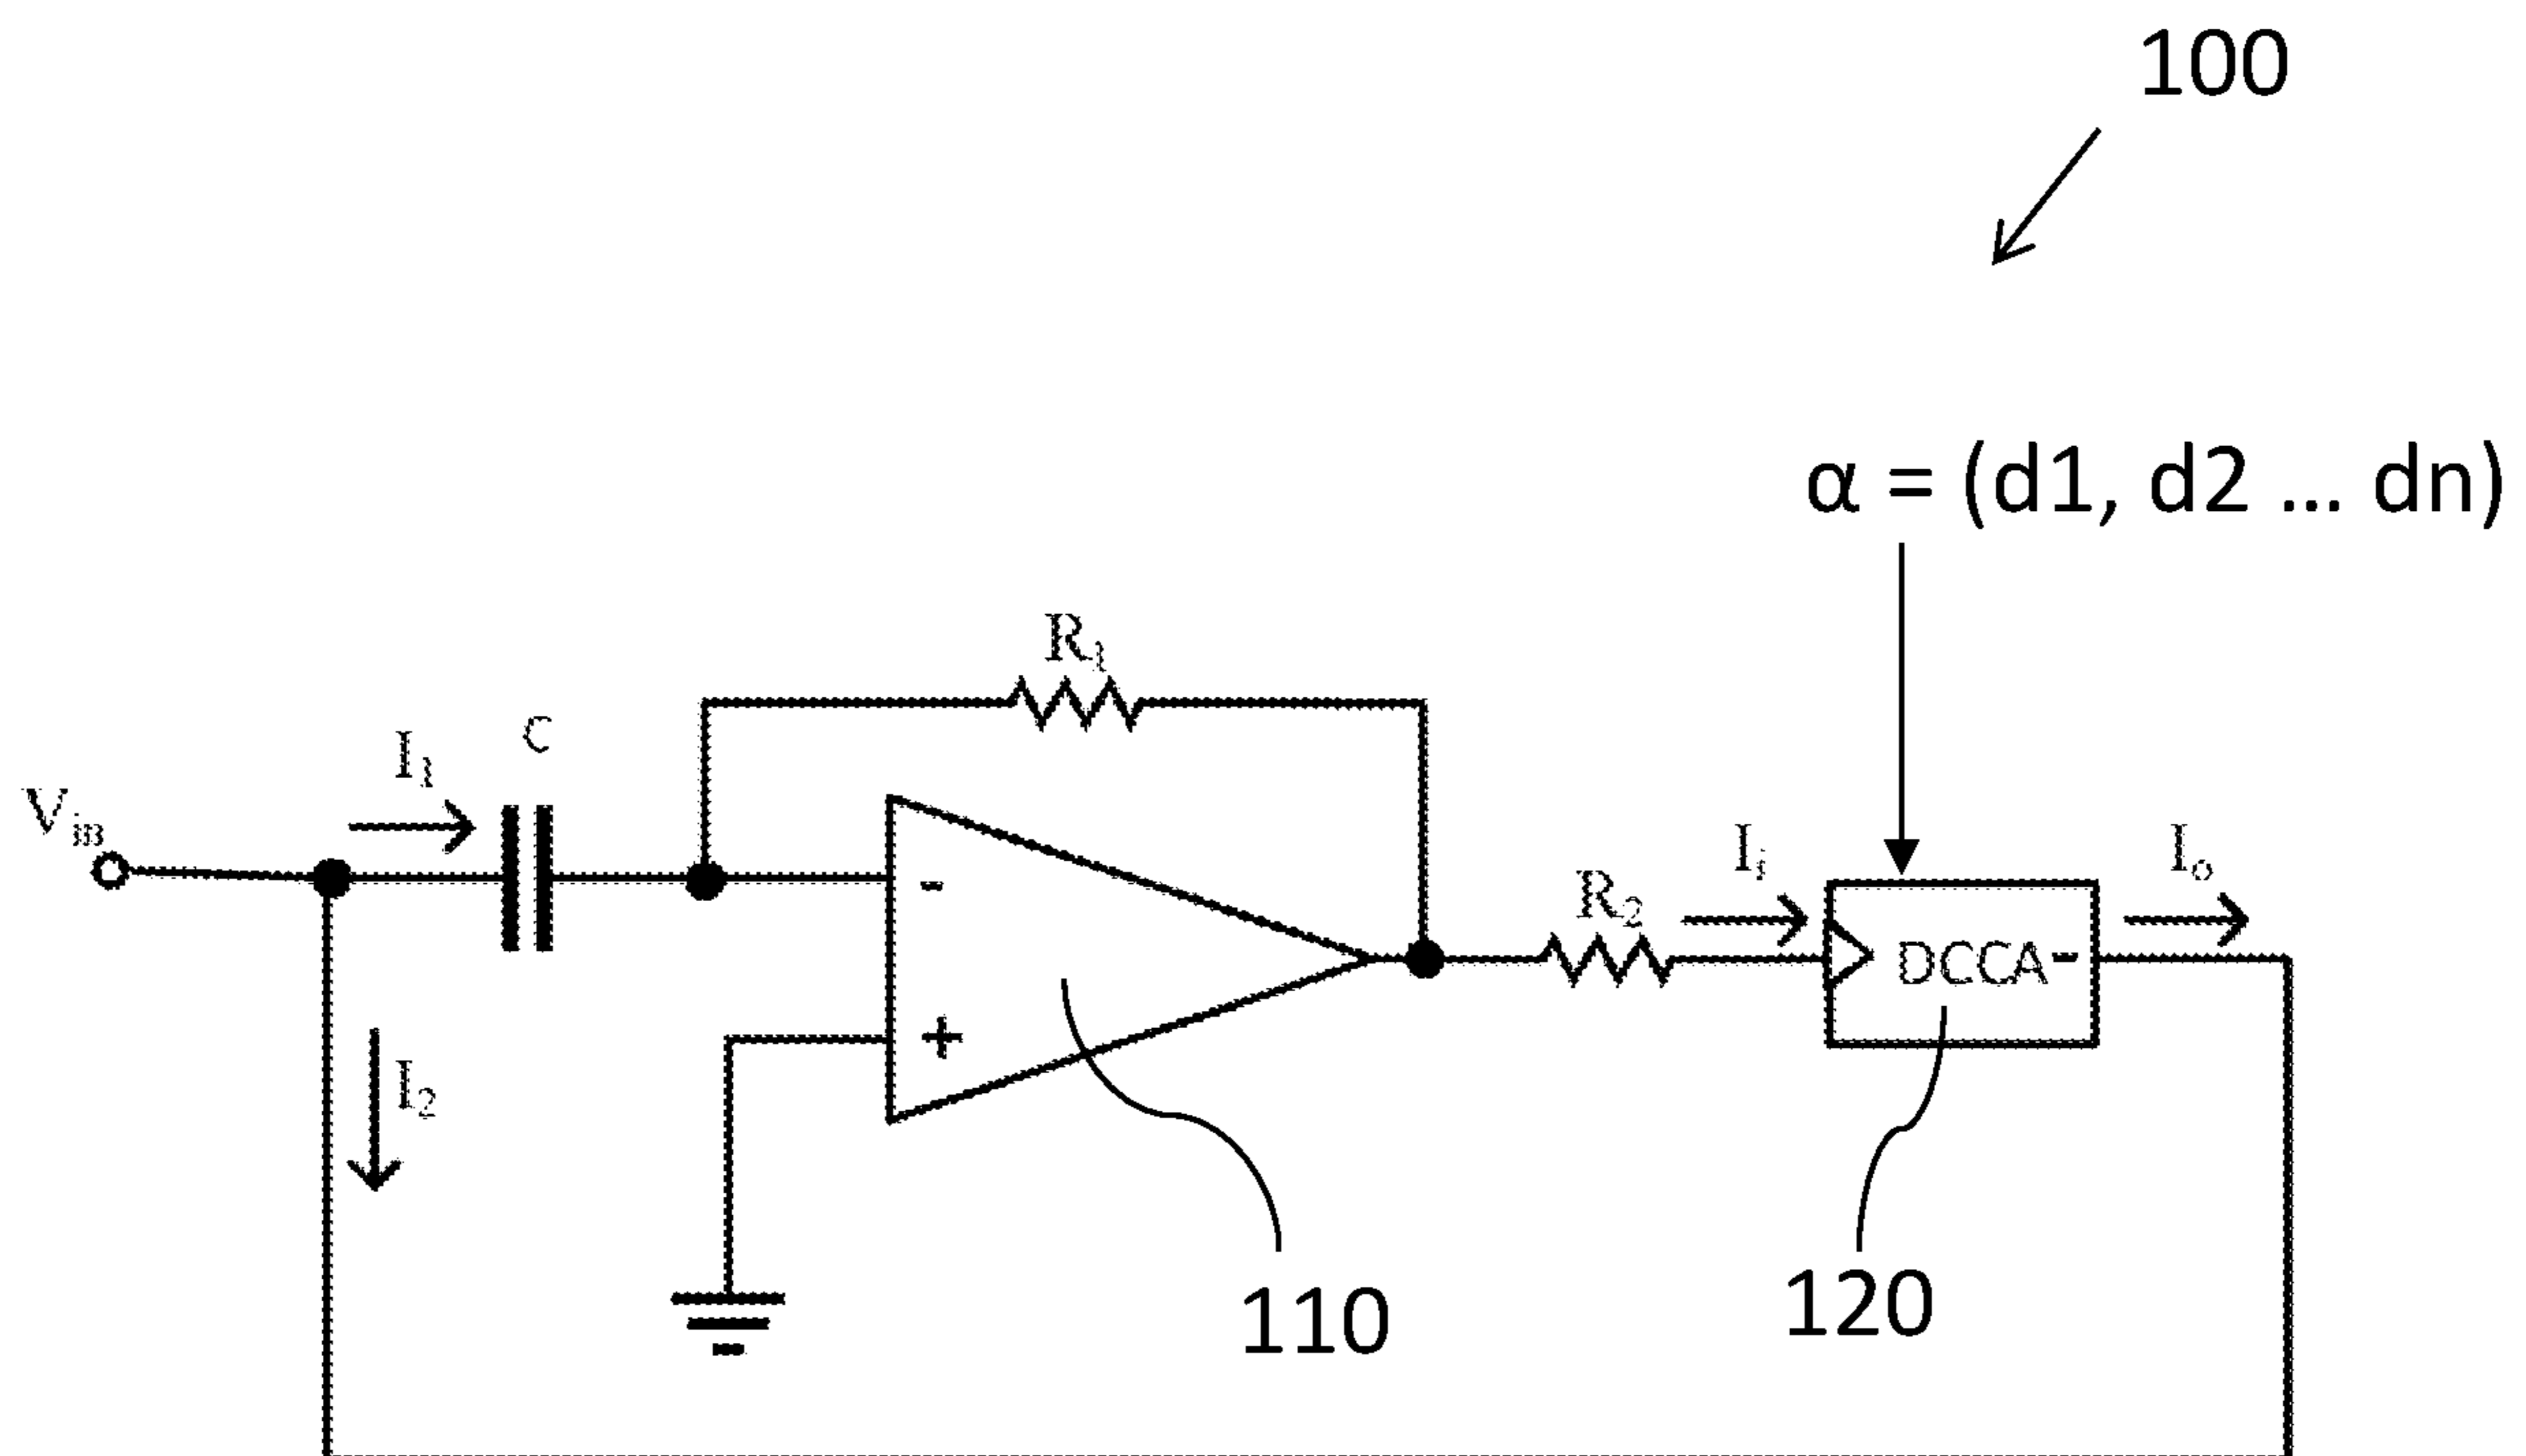 100
α = (d1, d2 ... dn)
R1
C
I1
Vin
Ii
Io
R2
-
DCCA-
+
I2
110
120